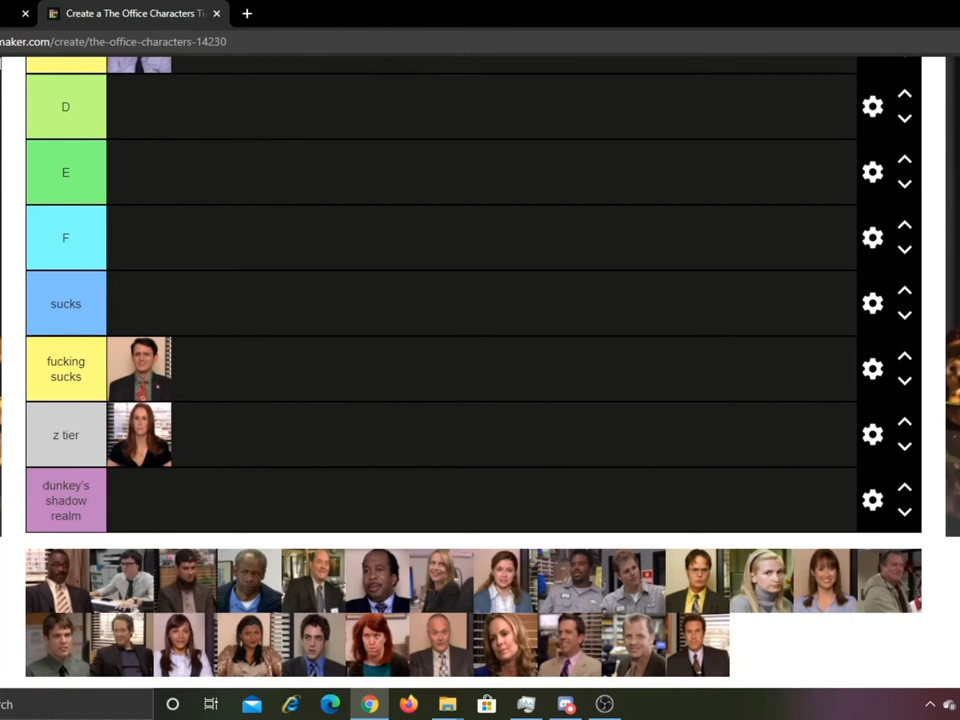 Create a The Office Characters Ti
maker.com/create/the-office-characters-14230
D
E
F
sucks
fucking
sucks
z tier
dunkey's
shadow
realm
rch